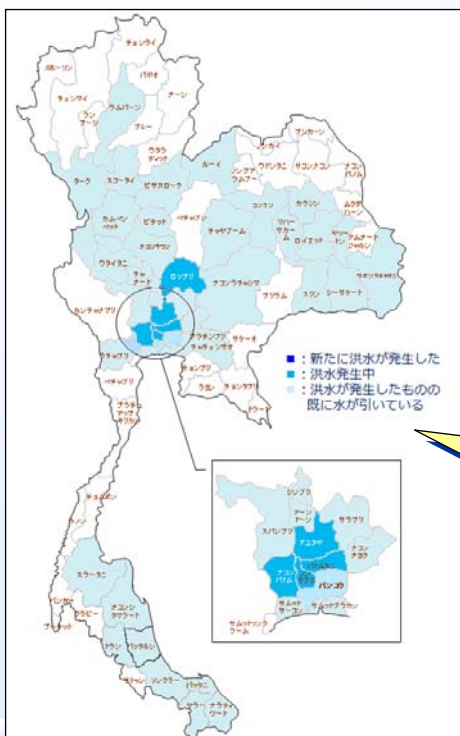 チェンライ
メーホーンソン
パヤオ
チェンマイ
ナーン
ランプーン
ラムパーン
プレー
ウタラディット
ルーイ
ノンカイ
ブンカーン
ウドンタニ
サコンナコン
ナコンパノム
ターク
スコータイ
ピサヌローク
コンケン
カラシン
ムクダハーン
カムペンペット
ピチット
ペチャブン
チャヤプーム
マハーサカーム
ロイエット
ヤソートン
アムナートジャルン
ナコンサワン
ウタイタニ
チャイナート
ロッブリ
ナコンラチャシマ
ブリラム
スリン
シーサケート
ウボンラチャタニ
カンチャナブリ
プラチンブリ
チャチェンサオ
サケーオ
ラチャブリ
チョンブリ
ペチャブリ
ラヨン
チャンタブリ
トラート
プラチュアップキリカン
■:新たに洪水が発生した
■:洪水発生中
■:洪水が発生したものの
既に水が引いている
チュムポン
ラノン
スラータニ
パンガー
クラビー
プーケット
ナコンシタマラート
トラン
パッタルン
サトゥン
ソンクラー
パッタニ
ヤラー
ナラティワート
シンブリ
アーントーン
スパンブリ
サラブリ
アユタヤ
ナコンナヨク
パトゥムタニ
ナコンパトム
バンコク
サムットサーコン
サムットプラカン
サムットソンクラーム